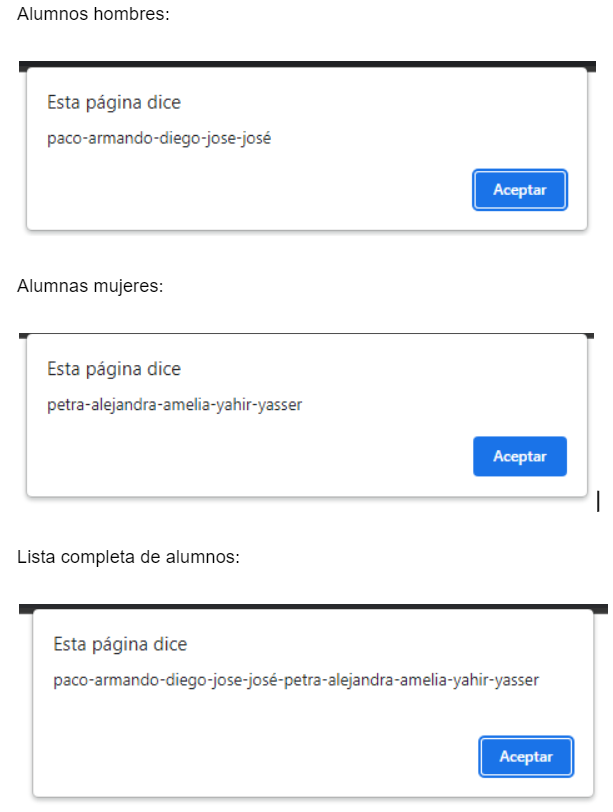 Alumnos hombres:
Esta página dice
paco-armando-diego-jose-josé
Aceptar
Alumnas mujeres:
Esta página dice
petra-alejandra-amelia-yahir-yasser
Aceptar
Lista completa de alumnos:
Esta página dice
paco-armando-diego-jose-josé-petra-alejandra-amelia-yahir-yasser
Aceptar